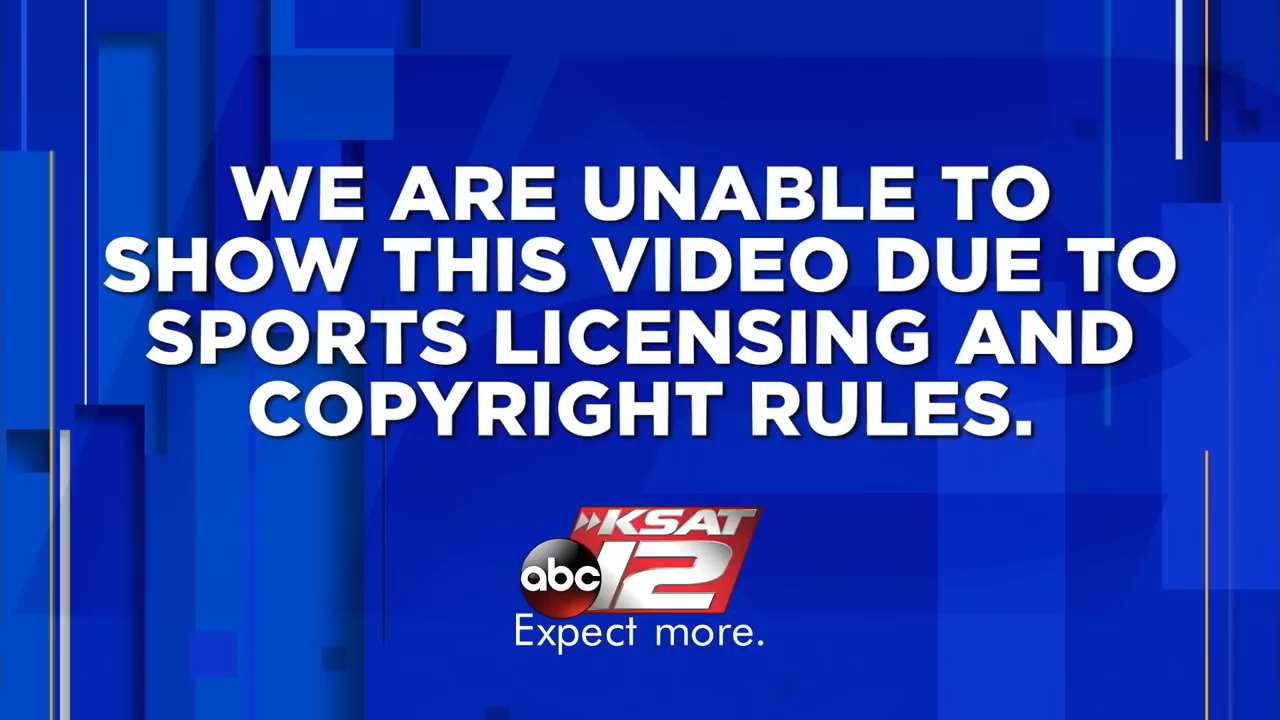 WE ARE UNABLE TO
SHOW THIS VIDEO DUE TO
SPORTS LICENSING AND
COPYRIGHT RULES.
KSAT
abc 12
Expect more.